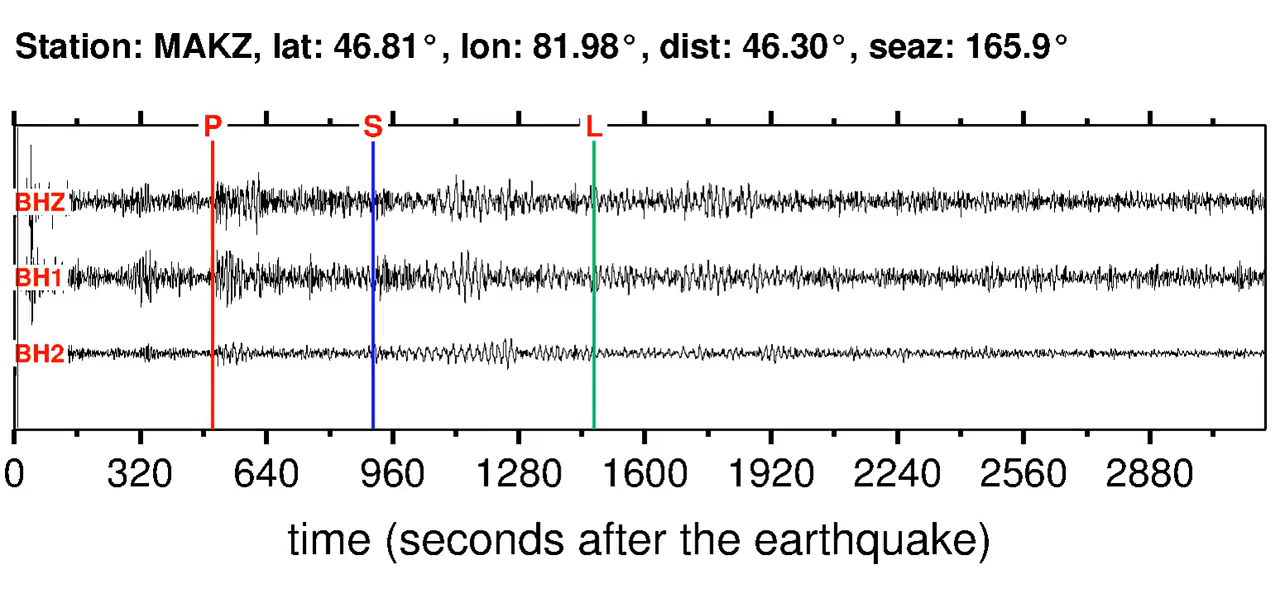 Station: MAKZ, lat: 46.81°, lon: 81.98°, dist: 46.30°, seaz: 165.9°
P S L
BHZ
BH1
BH2
0 320 640 960 1280 1600 1920 2240 2560 2880
time (seconds after the earthquake)